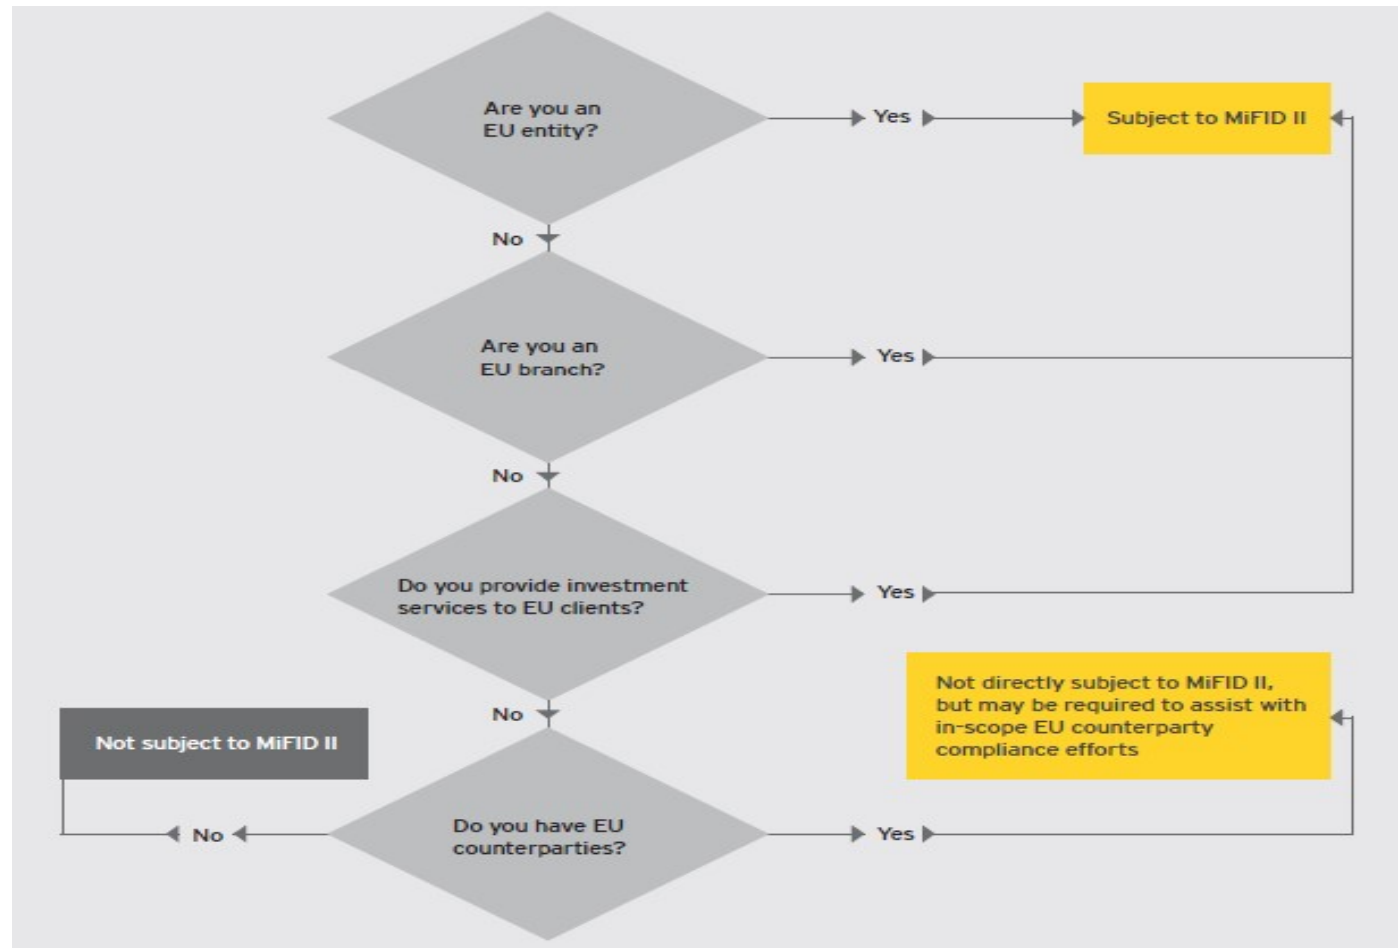 Are you an
EU entity?
Yes
Subject to MiFID II
No
Are you an
EU branch?
Yes
No
Do you provide investment
services to EU clients?
Yes
No
Not directly subject to MiFID II,
but may be required to assist with
in-scope EU counterparty
compliance efforts
Not subject to MiFID II
No
Do you have EU
counterparties?
Yes